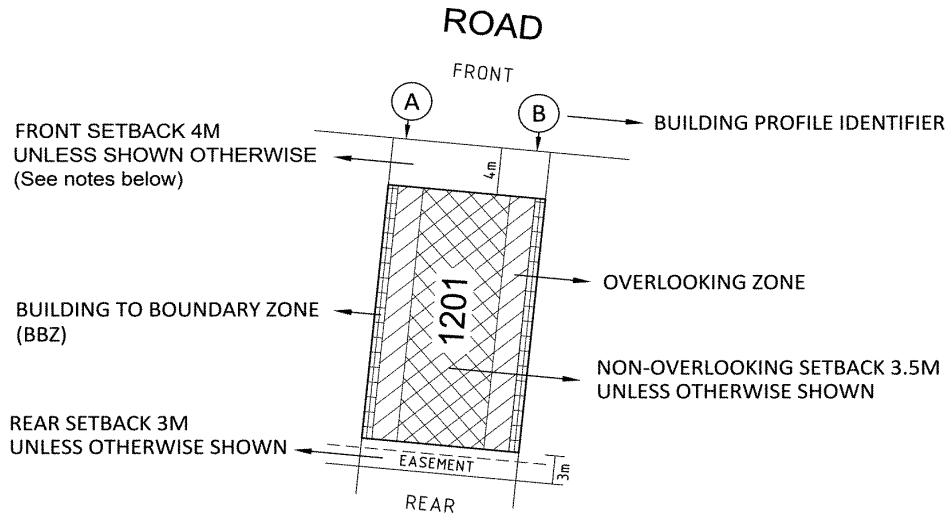 ROAD
FRONT
A
B
BUILDING PROFILE IDENTIFIER
FRONT SETBACK 4M
UNLESS SHOWN OTHERWISE
(See notes below)
4m
OVERLOOKING ZONE
1201
BUILDING TO BOUNDARY ZONE
(BBZ)
NON-OVERLOOKING SETBACK 3.5M
UNLESS OTHERWISE SHOWN
REAR SETBACK 3M
UNLESS OTHERWISE SHOWN
EASEMENT
3m
REAR